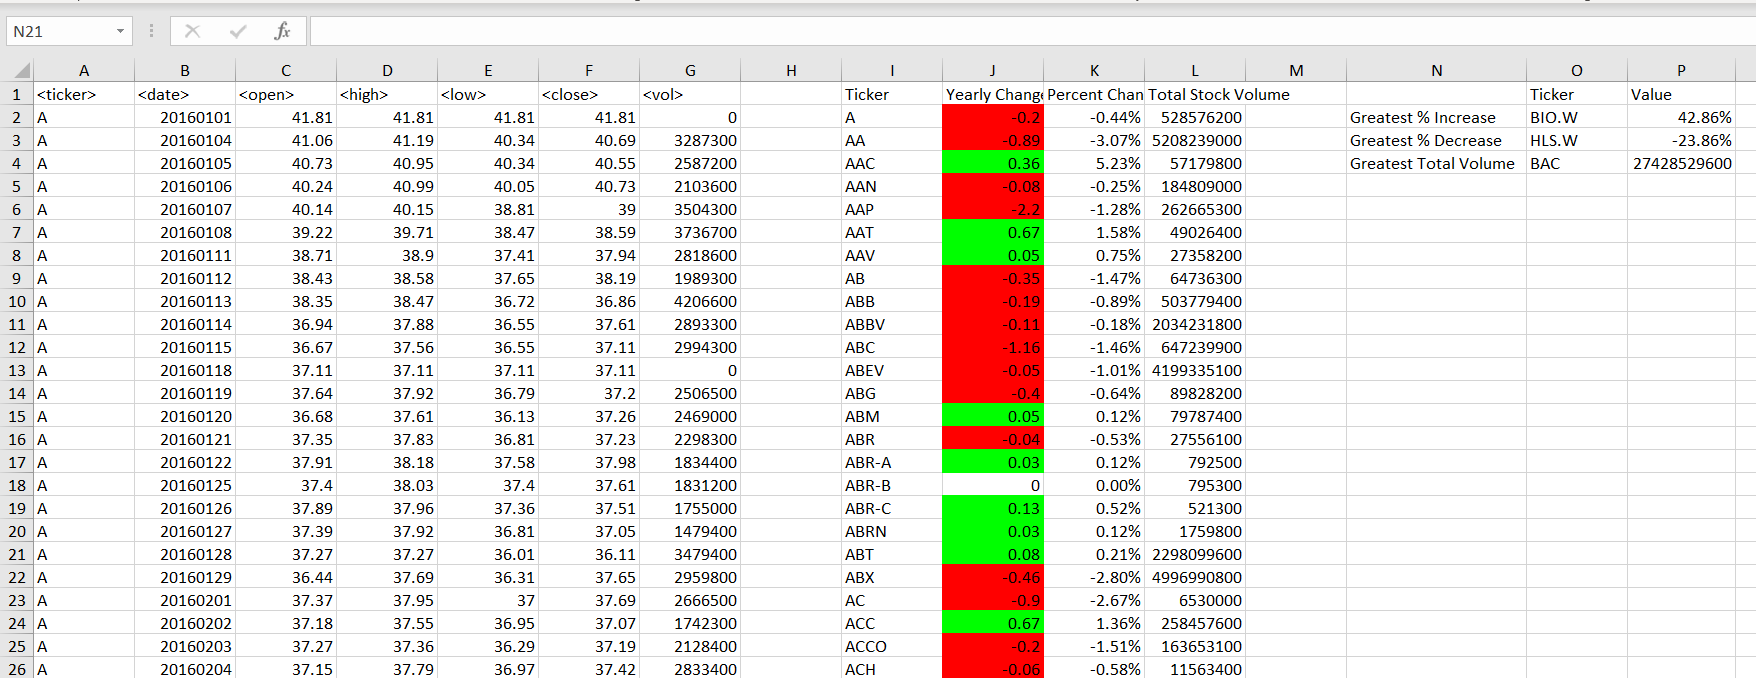 N21 fx
A B C D E F G H I J K L M N O P
1 <ticker> <date> <open> <high> <low> <close> <vol> Ticker Yearly Change Percent Chan Total Stock Volume Ticker Value
2 A 20160101 41.81 41.81 41.81 41.81 0 A -0.2 -0.44% 528576200 Greatest % Increase BIO.W 42.86%
3 A 20160104 41.06 41.19 40.34 40.69 3287300 AA -0.89 -3.07% 5208239000 Greatest % Decrease HLS.W -23.86%
4 A 20160105 40.73 40.95 40.34 40.55 2587200 AAC 0.36 5.23% 57179800 Greatest Total Volume BAC 27428529600
5 A 20160106 40.24 40.99 40.05 40.73 2103600 AAN -0.08 -0.25% 184809000
6 A 20160107 40.14 40.15 38.81 39 3504300 AAP -2.2 -1.28% 262665300
7 A 20160108 39.22 39.71 38.47 38.59 3736700 AAT 0.67 1.58% 49026400
8 A 20160111 38.71 38.9 37.41 37.94 2818600 AAV 0.05 0.75% 27358200
9 A 20160112 38.43 38.58 37.65 38.19 1989300 AB -0.35 -1.47% 64736300
10 A 20160113 38.35 38.47 36.72 36.86 4206600 ABB -0.19 -0.89% 503779400
11 A 20160114 36.94 37.88 36.55 37.61 2893300 ABBV -0.11 -0.18% 2034231800
12 A 20160115 36.67 37.56 36.55 37.11 2994300 ABC -1.16 -1.46% 647239900
13 A 20160118 37.11 37.11 37.11 37.11 0 ABEV -0.05 -1.01% 4199335100
14 A 20160119 37.64 37.92 36.79 37.2 2506500 ABG -0.4 -0.64% 89828200
15 A 20160120 36.68 37.61 36.13 37.26 2469000 ABM 0.05 0.12% 79787400
16 A 20160121 37.35 37.83 36.81 37.23 2298300 ABR -0.04 -0.53% 27556100
17 A 20160122 37.91 38.18 37.58 37.98 1834400 ABR-A 0.03 0.12% 792500
18 A 20160125 37.4 38.03 37.4 37.61 1831200 ABR-B 0 0.00% 795300
19 A 20160126 37.89 37.96 37.36 37.51 1755000 ABR-C 0.13 0.52% 521300
20 A 20160127 37.39 37.92 36.81 37.05 1479400 ABRN 0.03 0.12% 1759800
21 A 20160128 37.27 37.27 36.01 36.11 3479400 ABT 0.08 0.21% 2298099600
22 A 20160129 36.44 37.69 36.31 37.65 2959800 ABX -0.46 -2.80% 4996990800
23 A 20160201 37.37 37.95 37 37.69 2666500 AC -0.9 -2.67% 6530000
24 A 20160202 37.18 37.55 36.95 37.07 1742300 ACC 0.67 1.36% 258457600
25 A 20160203 37.27 37.36 36.29 37.19 2128400 ACCO -0.2 -1.51% 163653100
26 A 20160204 37.15 37.79 36.97 37.42 2833400 ACH -0.06 -0.58% 11563400